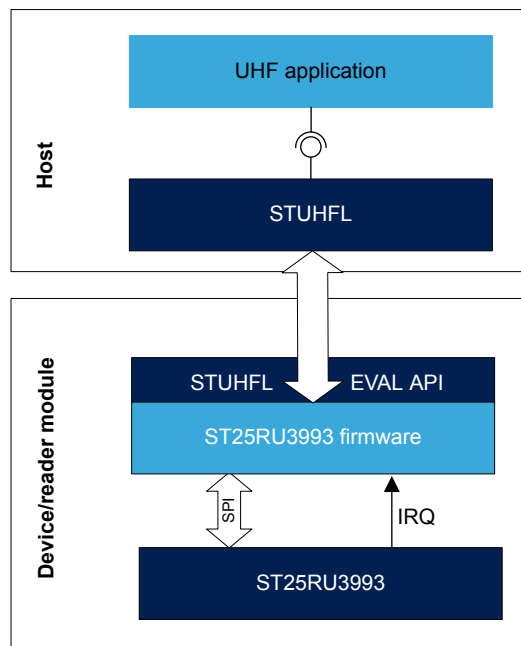 Host
UHF application
STUHFL
Device/reader module
STUHFL EVAL API
ST25RU3993 firmware
SPI
IRQ
ST25RU3993